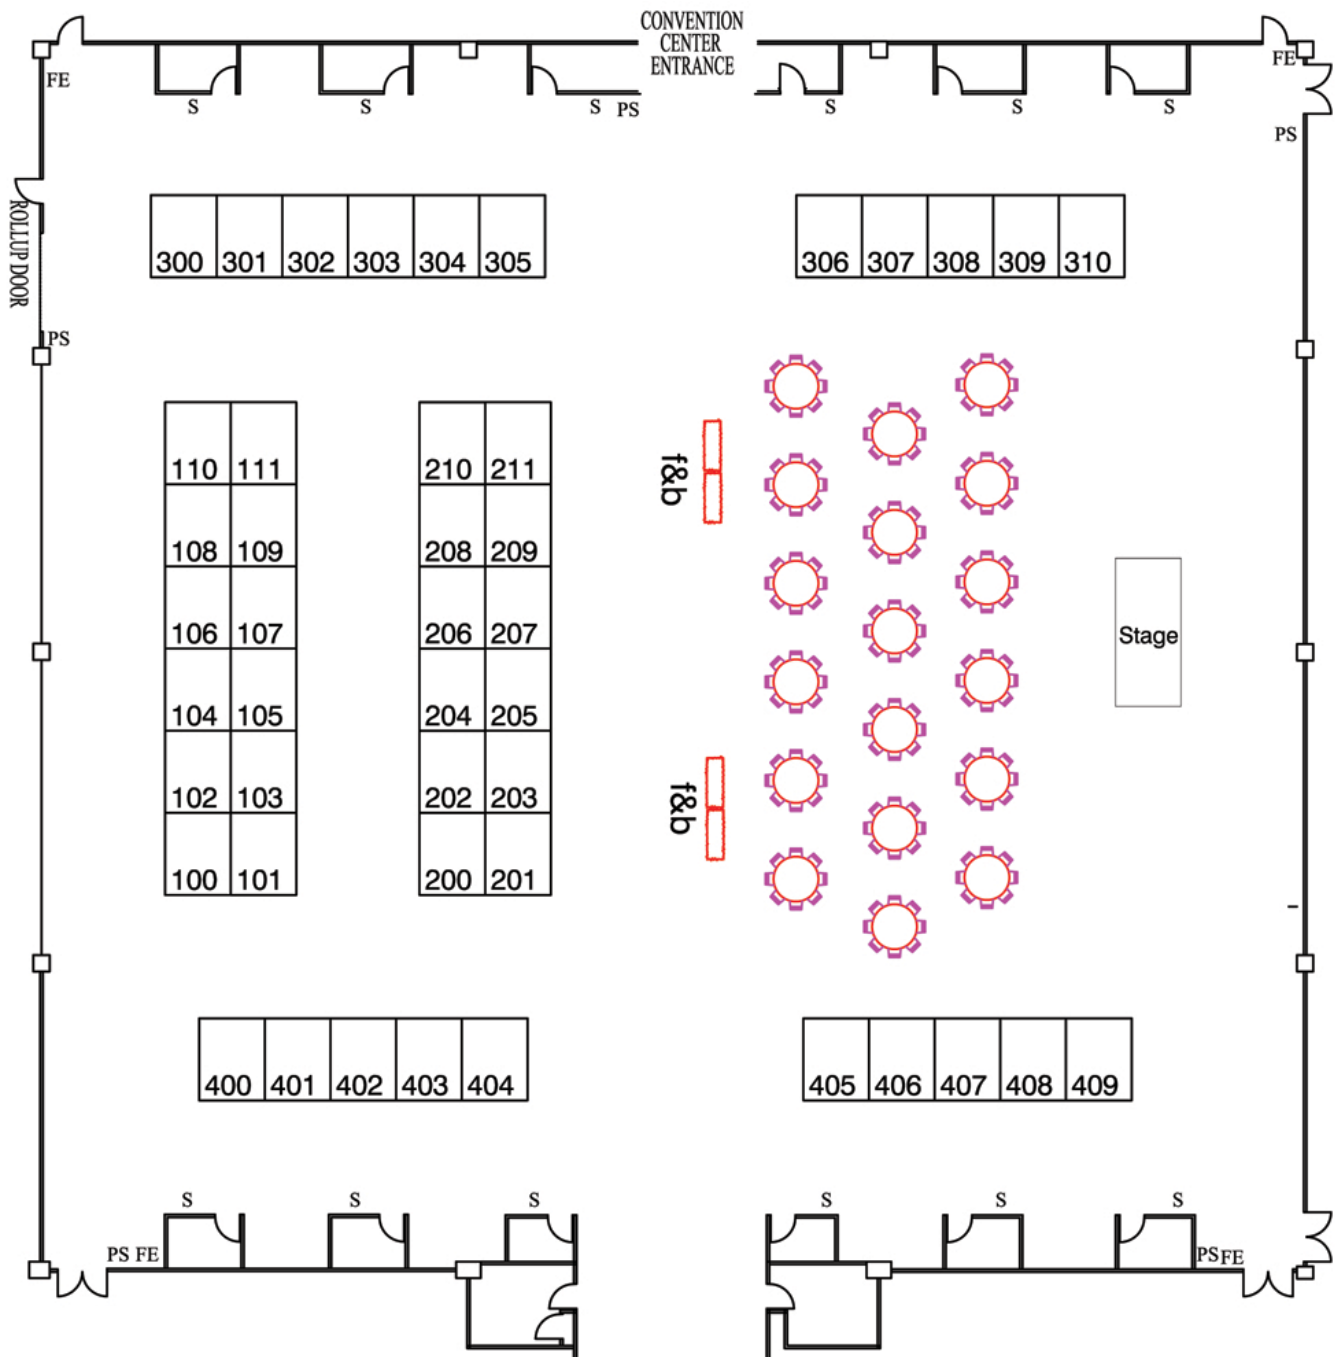 CONVENTION
CENTER
ENTRANCE
FE
FE
S
S
S
PS
S
S
S
PS
ROLLUP DOOR
300 301 302 303 304 305
306 307 308 309 310
PS
110 111
210 211
f&b
108 109
208 209
106 107
206 207
Stage
104 105
204 205
102 103
202 203
f&b
100 101
200 201
400 401 402 403 404
405 406 407 408 409
S
S
S
S
S
S
PS FE
PS FE